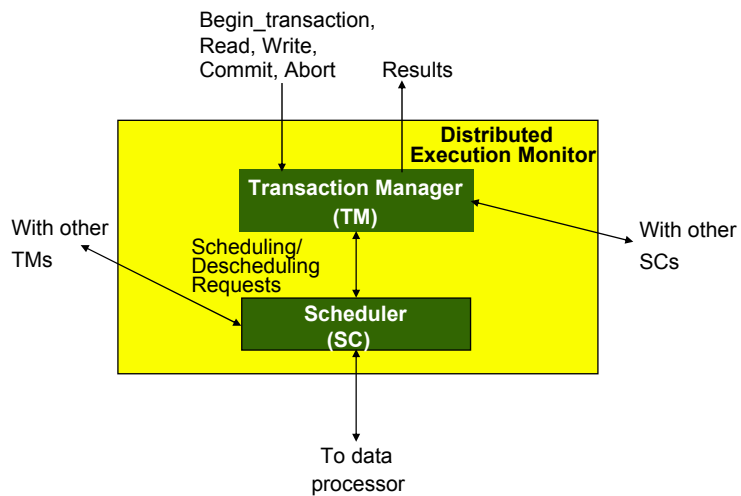 Begin_transaction,
Read, Write,
Commit, Abort
Results
Distributed
Execution Monitor
Transaction Manager
(TM)
With other
TMs
With other
SCs
Scheduling/
Descheduling
Requests
Scheduler
(SC)
To data
processor